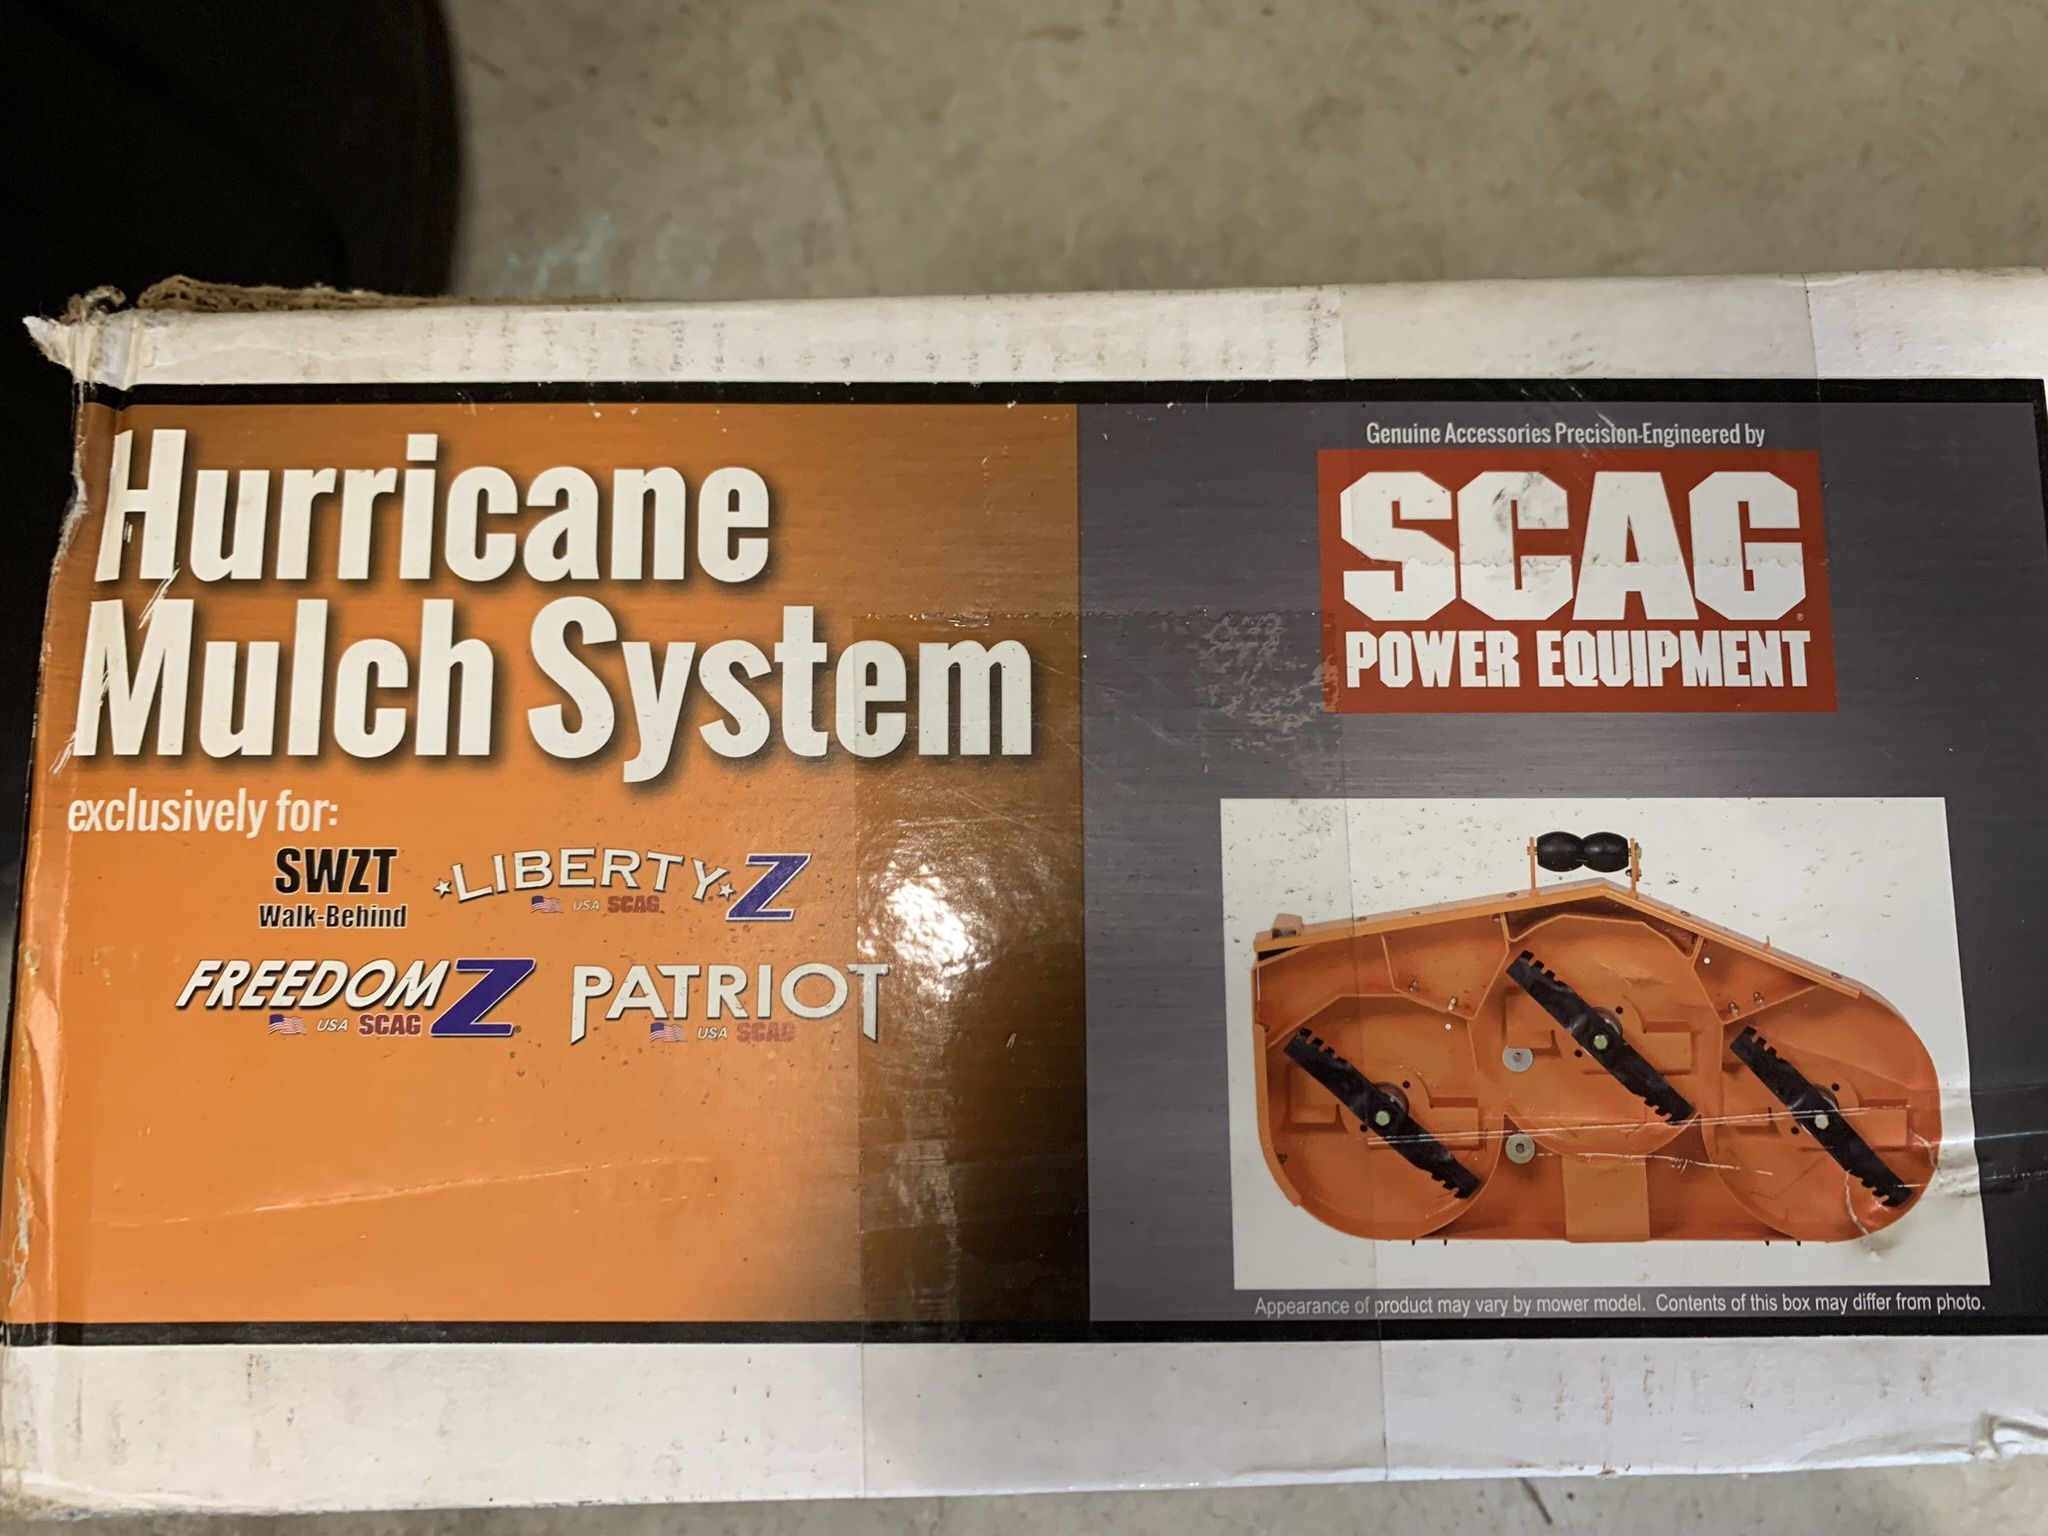 Hurricane
Mulch System
exclusively for:
SWZT
Walk-Behind
LIBERTY Z
USA SCAG
FREEDOM Z
USA SCAG
PATRIOT
USA SCAG
Genuine Accessories Precision-Engineered by
SCAG®
POWER EQUIPMENT
Appearance of product may vary by mower model. Contents of this box may differ from photo.